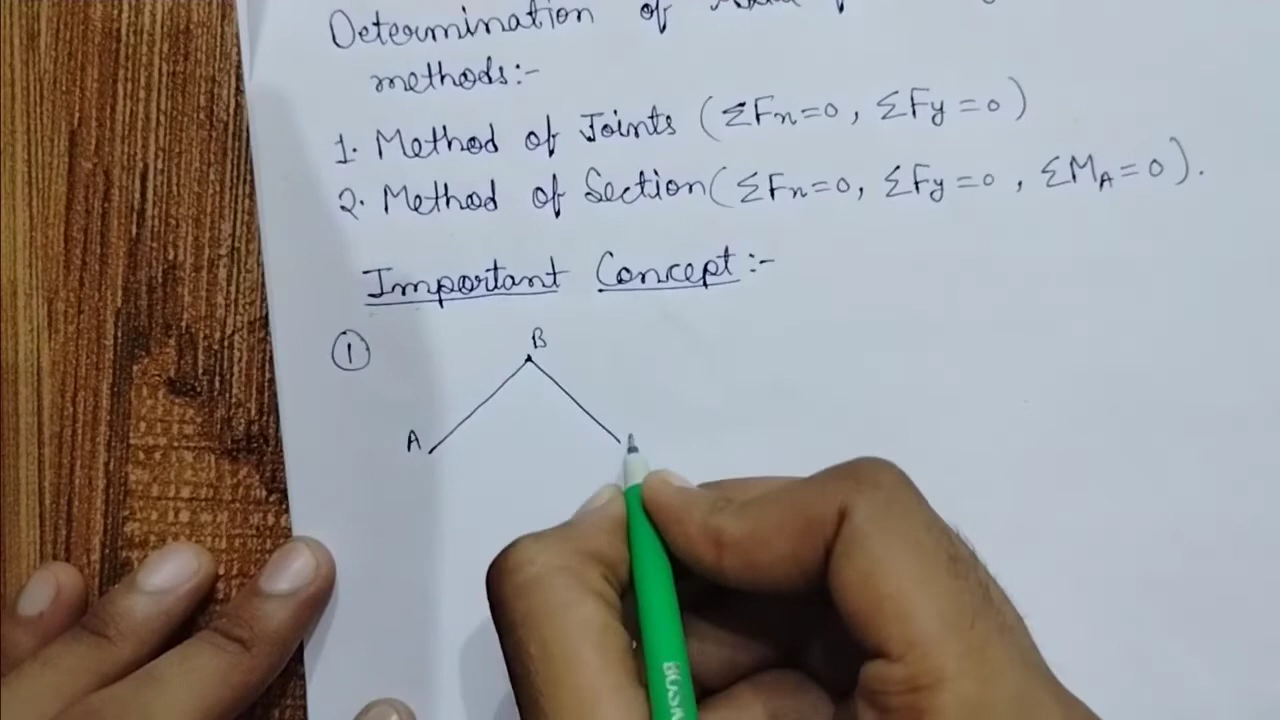 Determination of
methods:-
1. Method of Joints (ΣFx=0, ΣFy=0)
2. Method of Section (ΣFx=0, ΣFy=0, ΣM_A=0).
Important Concept:-
①
B
A